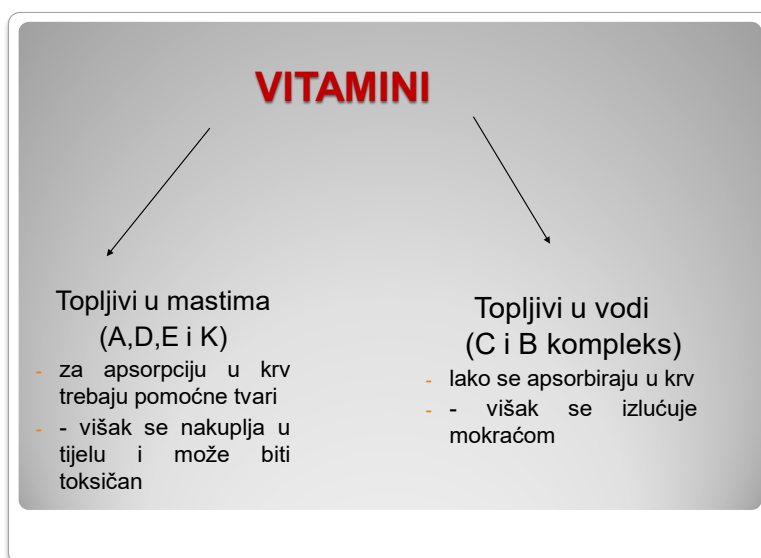 VITAMINI
Topljivi u mastima
(A,D,E i K)
- za apsorpciju u krv
trebaju pomoćne tvari
- - višak se nakuplja u
tijelu i može biti
toksičan
Topljivi u vodi
(C i B kompleks)
- lako se apsorbiraju u krv
- - višak se izlućuje
mokraćom